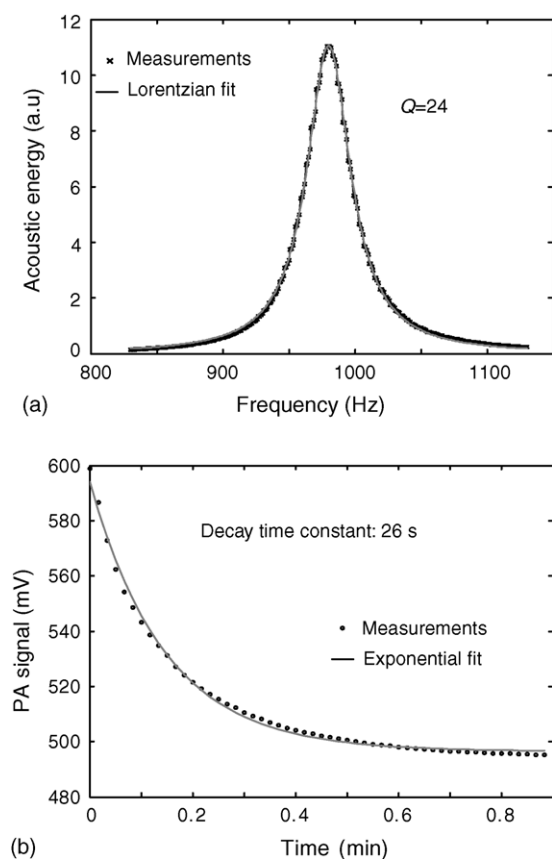 12
10
8
6
4
2
0
Acoustic energy (a.u)
Measurements
Lorentzian fit
Q=24
800 900 1000 1100
Frequency (Hz)
(a)
600
580
560
540
520
500
480
PA signal (mV)
Decay time constant: 26 s
Measurements
Exponential fit
0 0.2 0.4 0.6 0.8
Time (min)
(b)